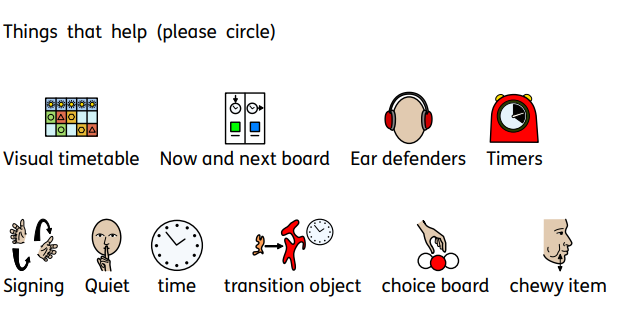 Things that help (please circle)
Visual timetable Now and next board Ear defenders Timers
Signing Quiet time transition object choice board chewy item